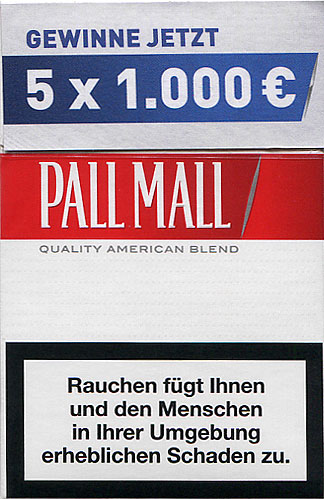 GEWINNE JETZT
5 x 1.000 €
PALL MALL
QUALITY AMERICAN BLEND
Rauchen fügt Ihnen
und den Menschen
in Ihrer Umgebung
erheblichen Schaden zu.